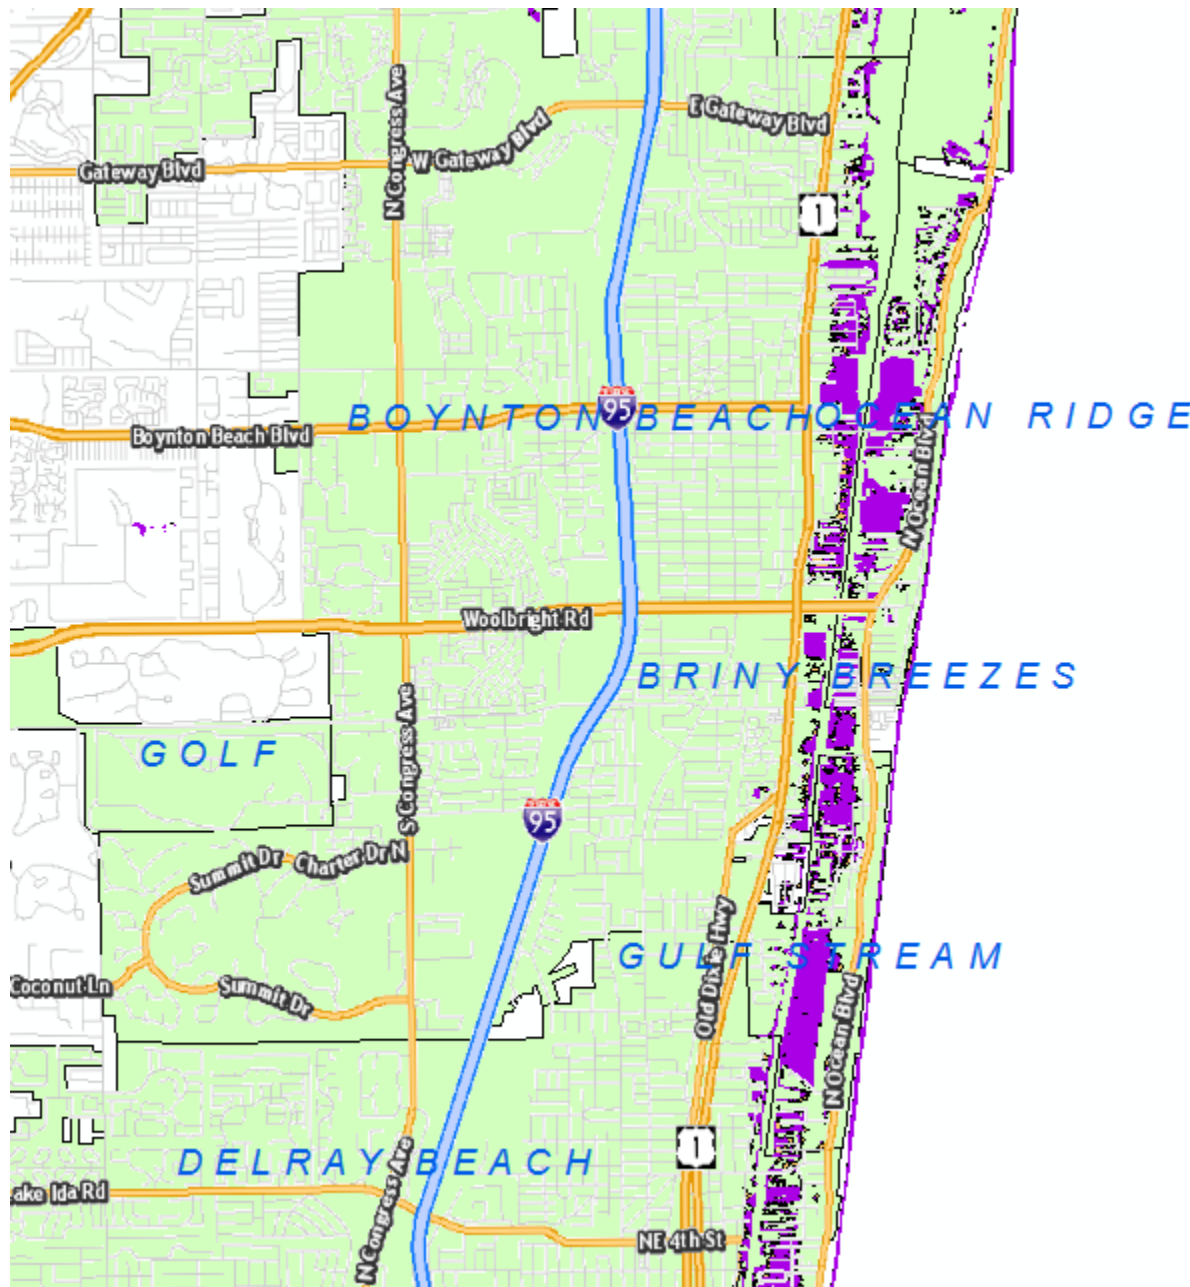 N Congress Ave
E Gateway Blvd
W Gateway Blvd
Gateway Blvd
1
95
BOYNTON BEACH
OCEAN RIDGE
Boynton Beach Blvd
N Ocean Blvd
Woolbright Rd
BRINY BREEZES
GOLF
S Congress Ave
95
Summit Dr
Charter Dr N
Old Dixie Hwy
GULF STREAM
Coconut Ln
Summit Dr
N Ocean Blvd
1
DELRAY BEACH
ake Ida Rd
N Congress Ave
NE 4th St